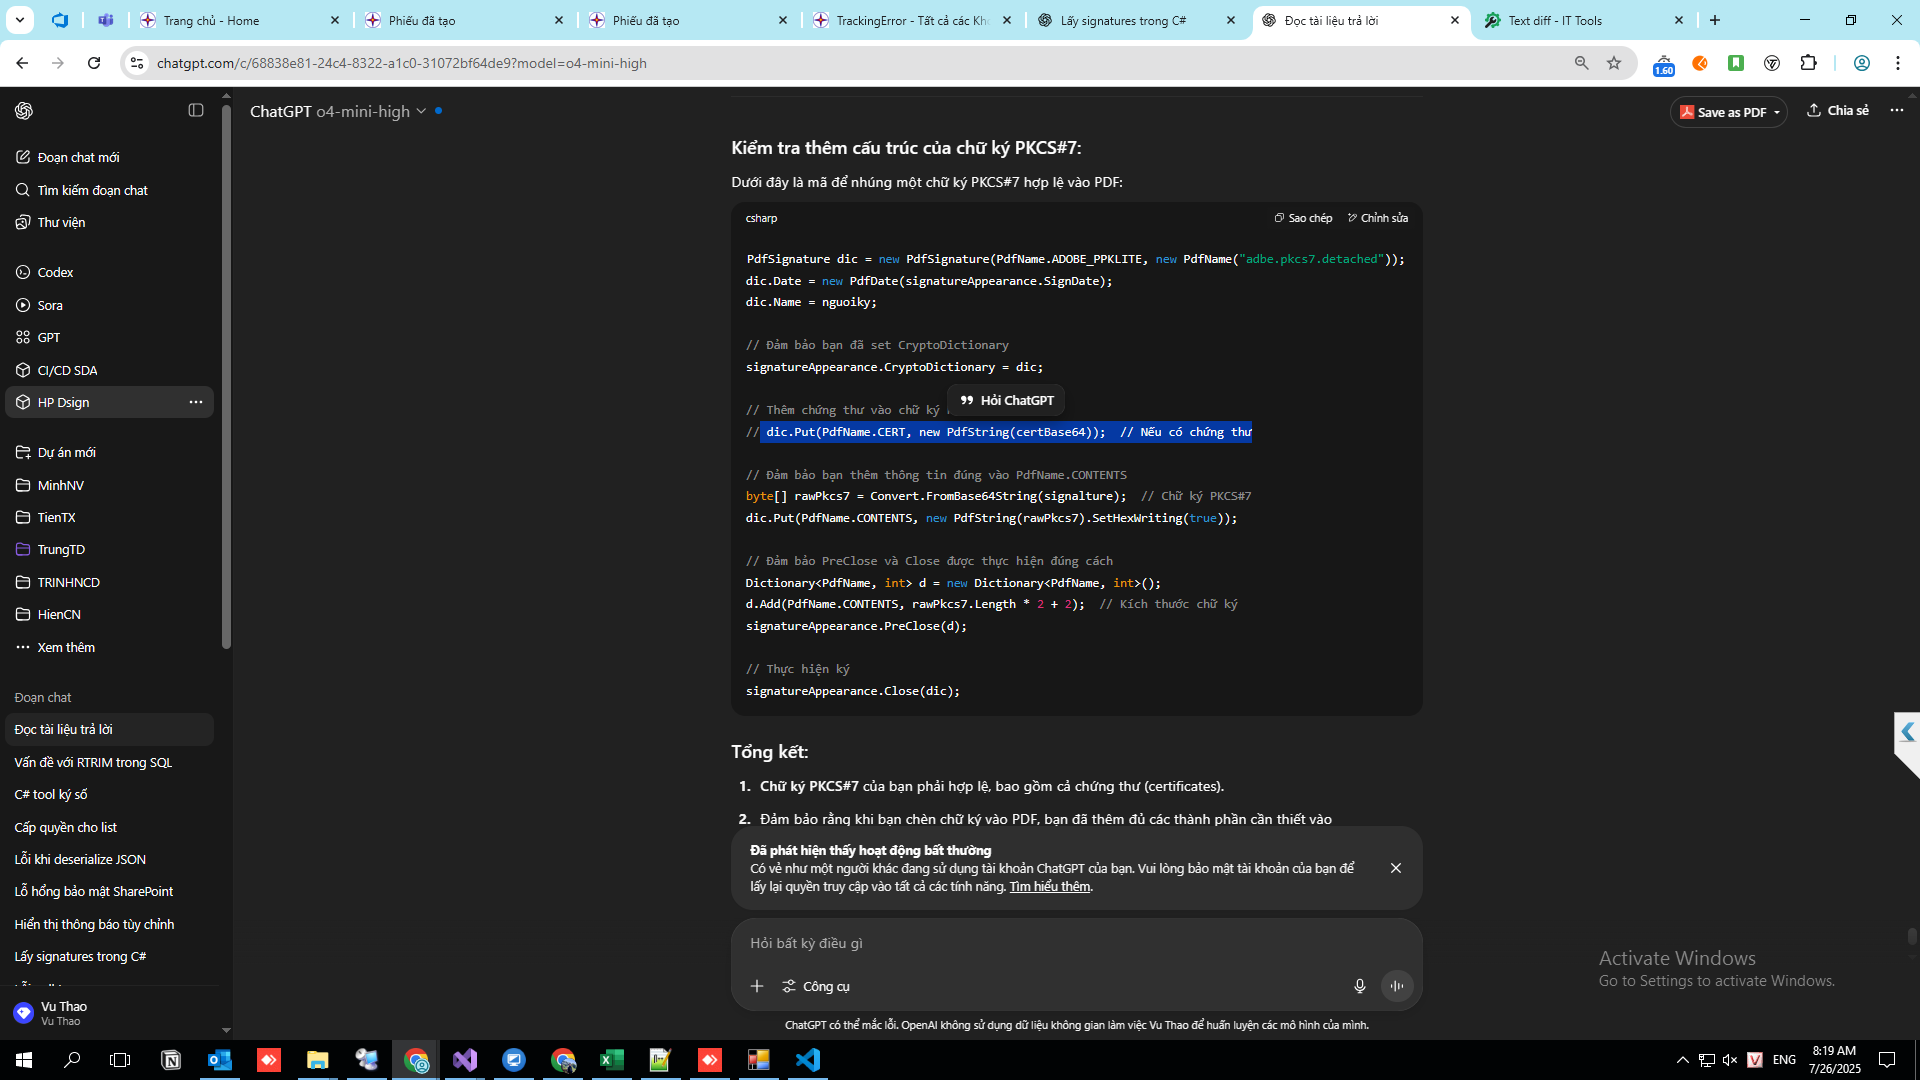 Trang chủ - Home
Phiếu đã tạo
Phiếu đã tạo
TrackingError - Tất cả các Kh
Lấy signatures trong C#
Đọc tài liệu trả lời
Text diff - IT Tools
chatgpt.com/c/68838e81-24c4-8322-a1c0-31072bf64de9?model=o4-mini-high
1.60
ChatGPT o4-mini-high
Save as PDF
Chia sẻ
Đoạn chat mới
Tìm kiếm đoạn chat
Thư viện
Codex
Sora
GPT
CI/CD SDA
HP Dsign
Dự án mới
MinhNV
TienTX
TrungTD
TRINHNCD
HienCN
Xem thêm
Đoạn chat
Đọc tài liệu trả lời
Vấn đề với RTRIM trong SQL
C# tool ký số
Cấp quyền cho list
Lỗi khi deserialize JSON
Lỗ hổng bảo mật SharePoint
Hiển thị thông báo tùy chỉnh
Lấy signatures trong C#
Vu Thao
Vu Thao
Kiểm tra thêm cấu trúc của chữ ký PKCS#7:
Dưới đây là mã để nhúng một chữ ký PKCS#7 hợp lệ vào PDF:
csharp
Sao chép
Chỉnh sửa
PdfSignature dic = new PdfSignature(PdfName.ADOBE_PPKLITE, new PdfName("adbe.pkcs7.detached"));
dic.Date = new PdfDate(signatureAppearance.SignDate);
dic.Name = nguoiky;
// Đảm bảo bạn đã set CryptoDictionary
signatureAppearance.CryptoDictionary = dic;
Hỏi ChatGPT
// Thêm chứng thư vào chữ ký
// dic.Put(PdfName.CERT, new PdfString(certBase64));  // Nếu có chứng thư
// Đảm bảo bạn thêm thông tin đúng vào PdfName.CONTENTS
byte[] rawPkcs7 = Convert.FromBase64String(signalture);  // Chữ ký PKCS#7
dic.Put(PdfName.CONTENTS, new PdfString(rawPkcs7).SetHexWriting(true));
// Đảm bảo PreClose và Close được thực hiện đúng cách
Dictionary<PdfName, int> d = new Dictionary<PdfName, int>();
d.Add(PdfName.CONTENTS, rawPkcs7.Length * 2 + 2);  // Kích thước chữ ký
signatureAppearance.PreClose(d);
// Thực hiện ký
signatureAppearance.Close(dic);
Tổng kết:
1. Chữ ký PKCS#7 của bạn phải hợp lệ, bao gồm cả chứng thư (certificates).
2. Đảm bảo rằng khi bạn chèn chữ ký vào PDF, bạn đã thêm đủ các thành phần cần thiết vào
Đã phát hiện thấy hoạt động bất thường
Có vẻ như một người khác đang sử dụng tài khoản ChatGPT của bạn. Vui lòng bảo mật tài khoản của bạn để
lấy lại quyền truy cập vào tất cả các tính năng. Tìm hiểu thêm.
Hỏi bất kỳ điều gì
Công cụ
ChatGPT có thể mắc lỗi. OpenAI không sử dụng dữ liệu không gian làm việc Vu Thao để huấn luyện các mô hình của mình.
Activate Windows
Go to Settings to activate Windows.
ENG
8:19 AM
7/26/2025